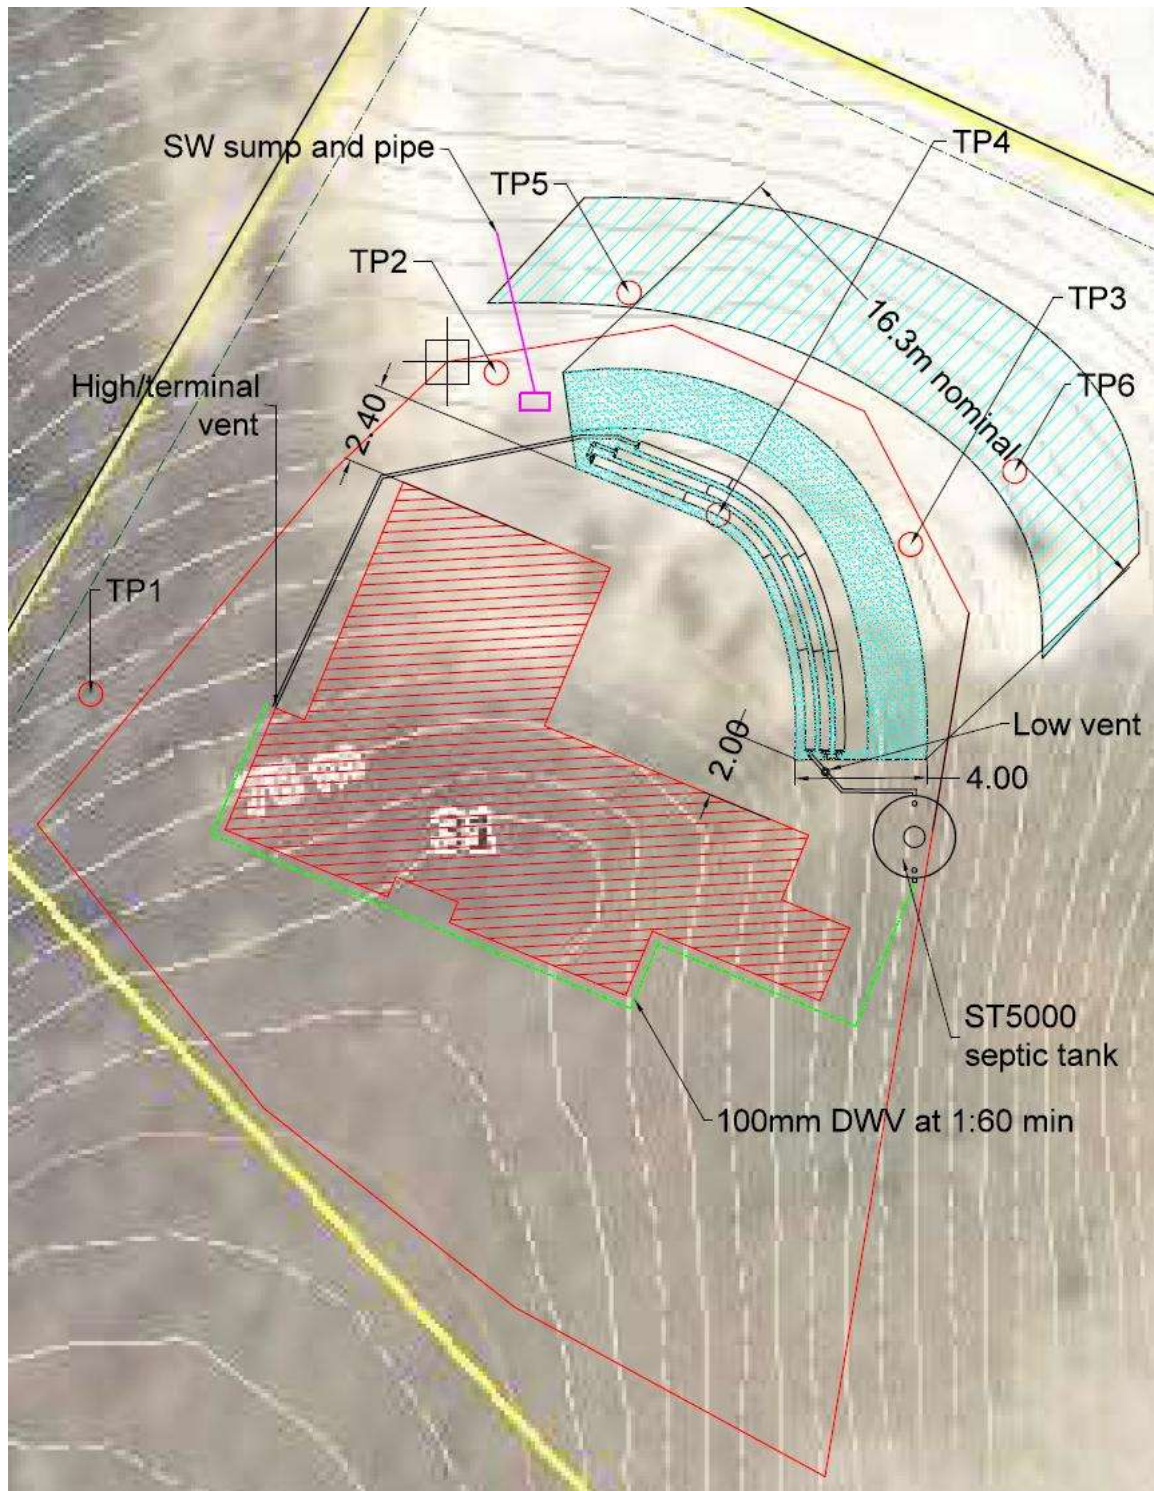 TP4
SW sump and pipe
TP5
TP2
TP3
16.3m nominal
High/terminal
vent
2.40
TP6
TP1
Low vent
2.00
4.00
ST5000
septic tank
100mm DWV at 1:60 min